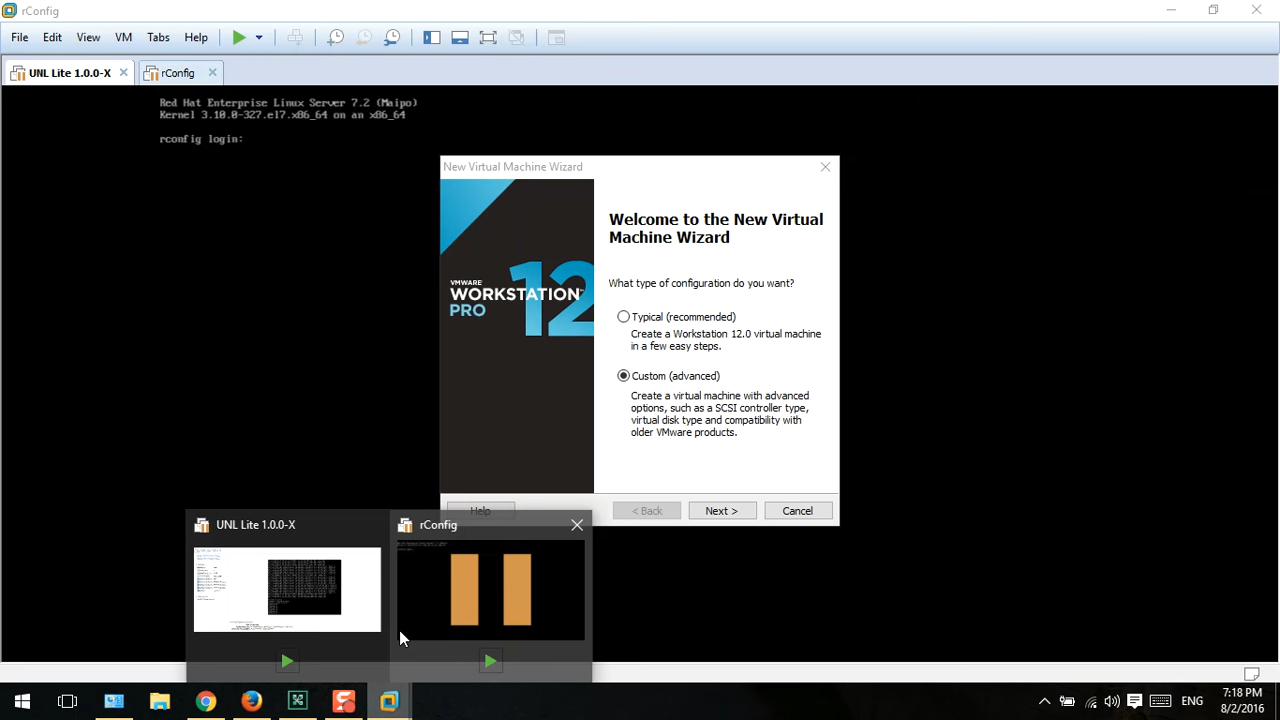 rConfig
File Edit View VM Tabs Help
UNL Lite 1.0.0-X rConfig
Red Hat Enterprise Linux Server 7.2 (Maipo)
Kernel 3.10.0-327.el7.x86_64 on an x86_64
rconfig login:
New Virtual Machine Wizard
VMWARE
WORKSTATION
PRO
12
Welcome to the New Virtual
Machine Wizard
What type of configuration do you want?
Typical (recommended)
Create a Workstation 12.0 virtual machine
in a few easy steps.
Custom (advanced)
Create a virtual machine with advanced
options, such as a SCSI controller type,
virtual disk type and compatibility with
older VMware products.
Help < Back Next > Cancel
UNL Lite 1.0.0-X rConfig
ENG
7:18 PM
8/2/2016